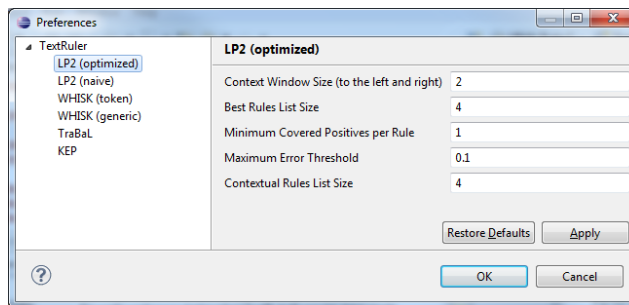 Preferences
TextRuler
LP2 (optimized)
LP2 (naive)
WHISK (token)
WHISK (generic)
TraBaL
KEP
LP2 (optimized)
Context Window Size (to the left and right) 2
Best Rules List Size 4
Minimum Covered Positives per Rule 1
Maximum Error Threshold 0.1
Contextual Rules List Size 4
Restore Defaults Apply
? OK Cancel